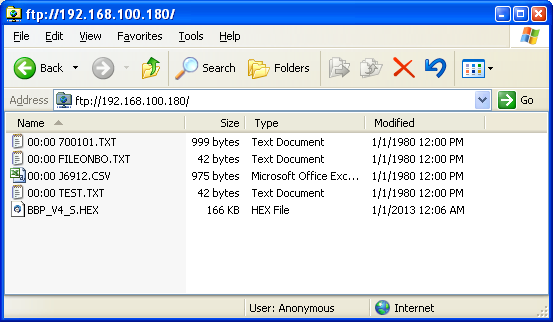 ftp://192.168.100.180/
File Edit View Favorites Tools Help
Back Search Folders
Address ftp://192.168.100.180/ Go
Name Size Type Modified
00:00 700101.TXT 999 bytes Text Document 1/1/1980 12:00 PM
00:00 FILEONBO.TXT 42 bytes Text Document 1/1/1980 12:00 PM
00:00 J6912.CSV 975 bytes Microsoft Office Exc... 1/1/1980 12:00 PM
00:00 TEST.TXT 42 bytes Text Document 1/1/1980 12:00 PM
BBP_V4_S.HEX 166 KB HEX File 1/1/2013 12:06 AM
User: Anonymous Internet